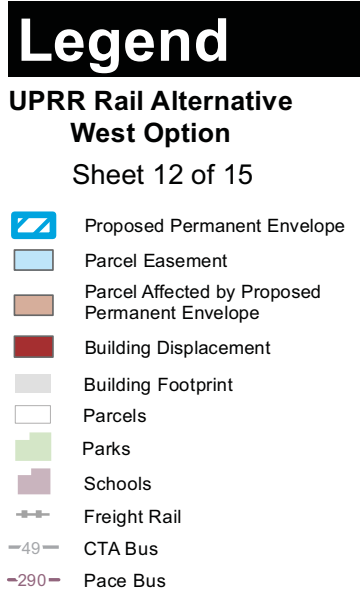 Legend
UPRR Rail Alternative
West Option
Sheet 12 of 15
Proposed Permanent Envelope
Parcel Easement
Parcel Affected by Proposed
Permanent Envelope
Building Displacement
Building Footprint
Parcels
Parks
Schools
Freight Rail
49 CTA Bus
290 Pace Bus